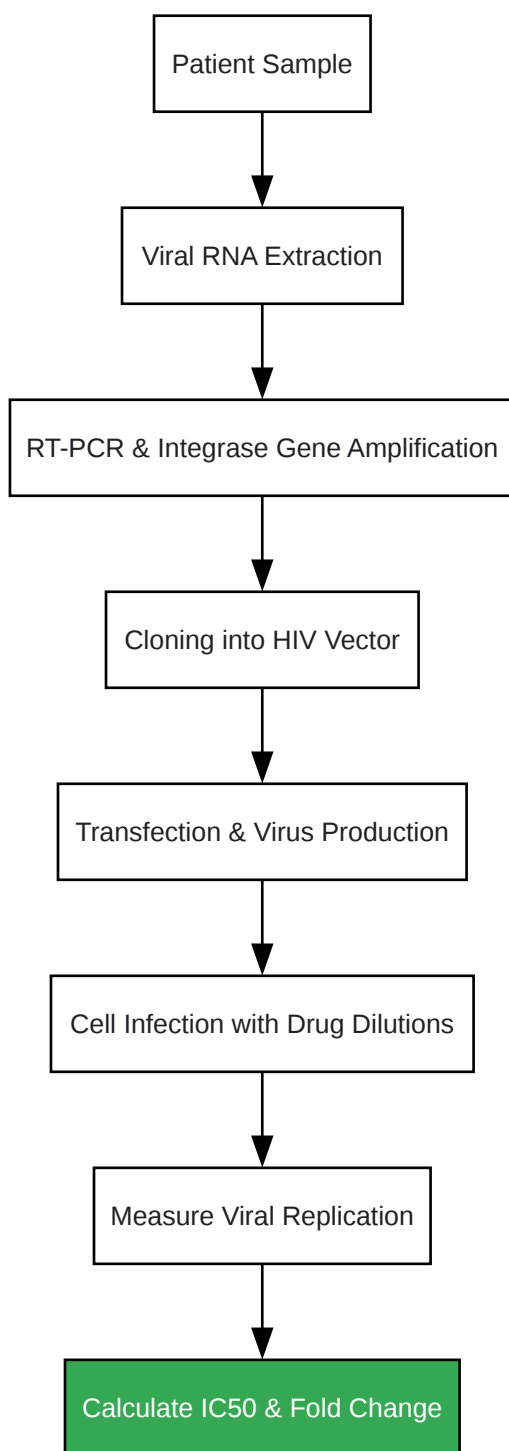 Patient Sample
Viral RNA Extraction
RT-PCR & Integrase Gene Amplification
Cloning into HIV Vector
Transfection & Virus Production
Cell Infection with Drug Dilutions
Measure Viral Replication
Calculate IC50 & Fold Change